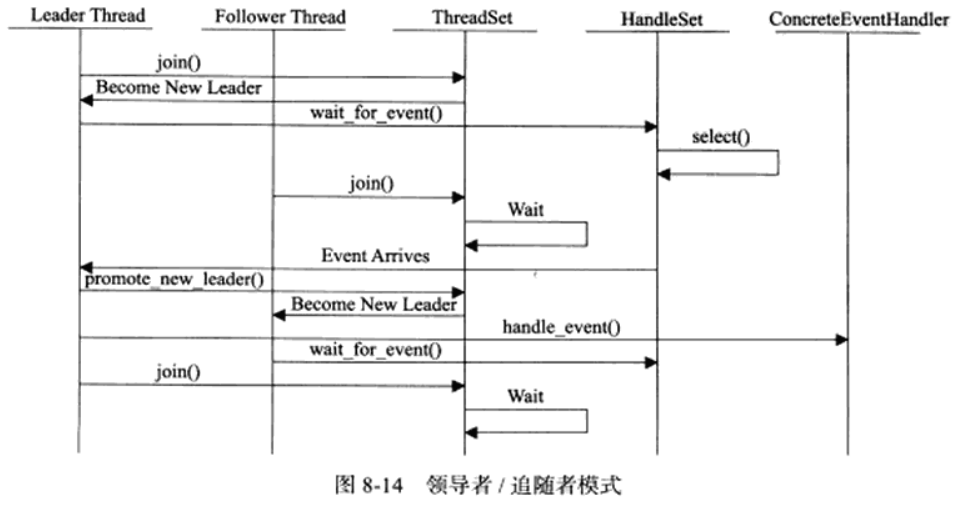 Leader Thread Follower Thread ThreadSet HandleSet ConcreteEventHandler
join()
Become New Leader
wait_for_event()
select()
join()
Wait
Event Arrives
promote_new_leader()
Become New Leader
handle_event()
wait_for_event()
join()
Wait
图 8-14 领导者 / 追随者模式